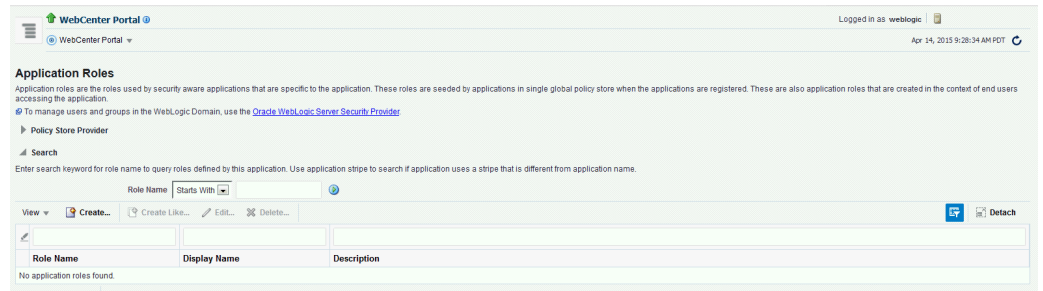 WebCenter Portal
Logged in as weblogic
WebCenter Portal
Apr 14, 2015 9:28:34 AM PDT
Application Roles
Application roles are the roles used by security aware applications that are specific to the application. These roles are seeded by applications in single global policy store when the applications are registered. These are also application roles that are created in the context of end users
accessing the application.
To manage users and groups in the WebLogic Domain, use the Oracle WebLogic Server Security Provider.
Policy Store Provider
Search
Enter search keyword for role name to query roles defined by this application. Use application stripe to search if application uses a stripe that is different from application name.
Role Name Starts With
View Create... Create Like... Edit... Delete... Detach
Role Name Display Name Description
No application roles found.